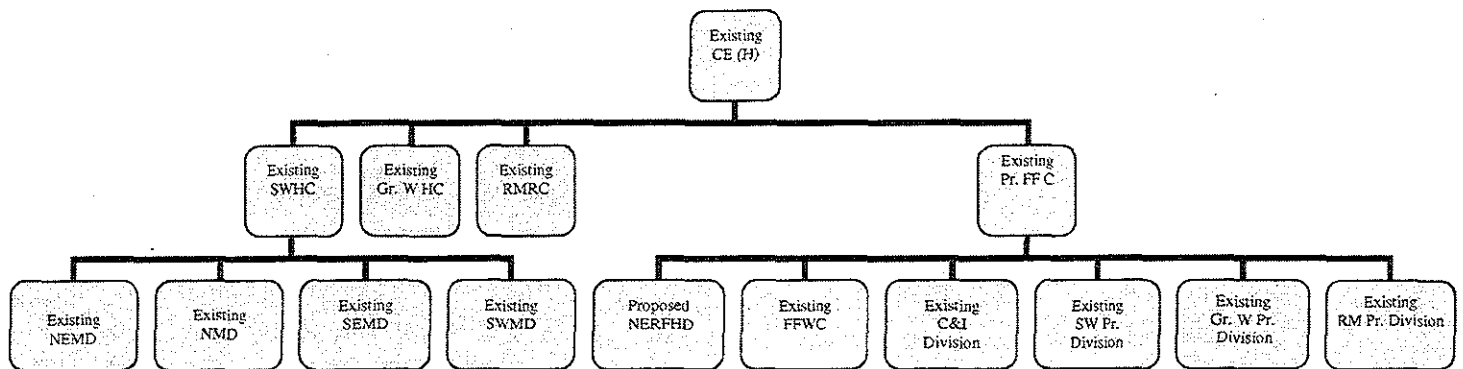 Existing
CE (H)
Existing
SWHC
Existing
Gr. W HC
Existing
RMRC
Existing
Pr. FF C
Existing
NEMD
Existing
NMD
Existing
SEMD
Existing
SWMD
Proposed
NERFHD
Existing
FFWC
Existing
C&I
Division
Existing
SW Pr.
Division
Existing
Gr. W Pr.
Division
Existing
RM Pr. Division